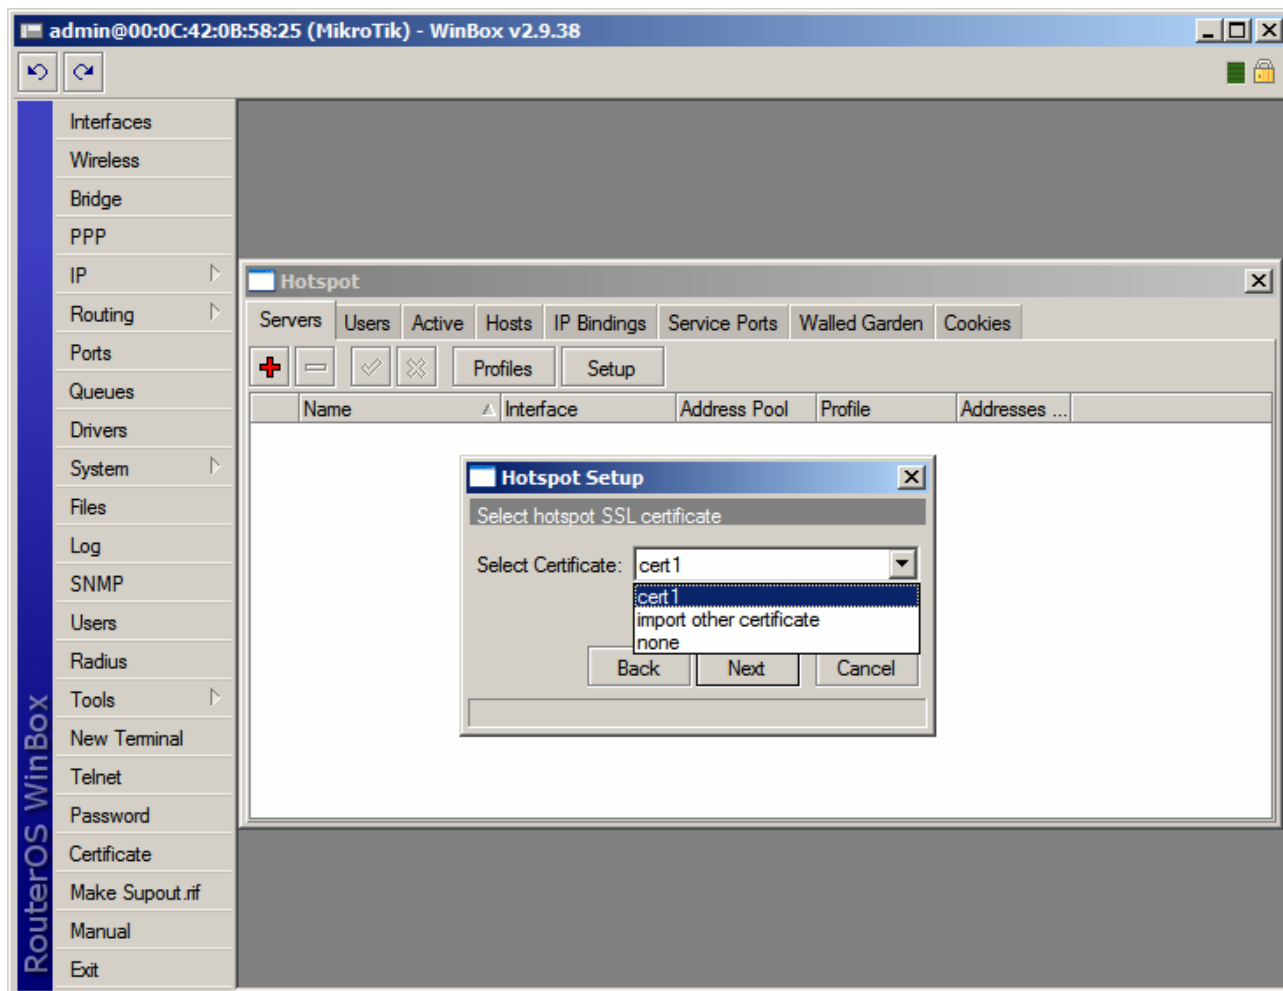 admin@00:0C:42:0B:58:25 (MikroTik) - WinBox v2.9.38
Interfaces
Wireless
Bridge
PPP
IP
Routing
Ports
Queues
Drivers
System
Files
Log
SNMP
Users
Radius
Tools
New Terminal
Telnet
Password
Certificate
Make Supout.rif
Manual
Exit
RouterOS WinBox
Hotspot
Servers Users Active Hosts IP Bindings Service Ports Walled Garden Cookies
Profiles Setup
Name Interface Address Pool Profile Addresses ...
Hotspot Setup
Select hotspot SSL certificate
Select Certificate: cert1
cert1
import other certificate
none
Back Next Cancel